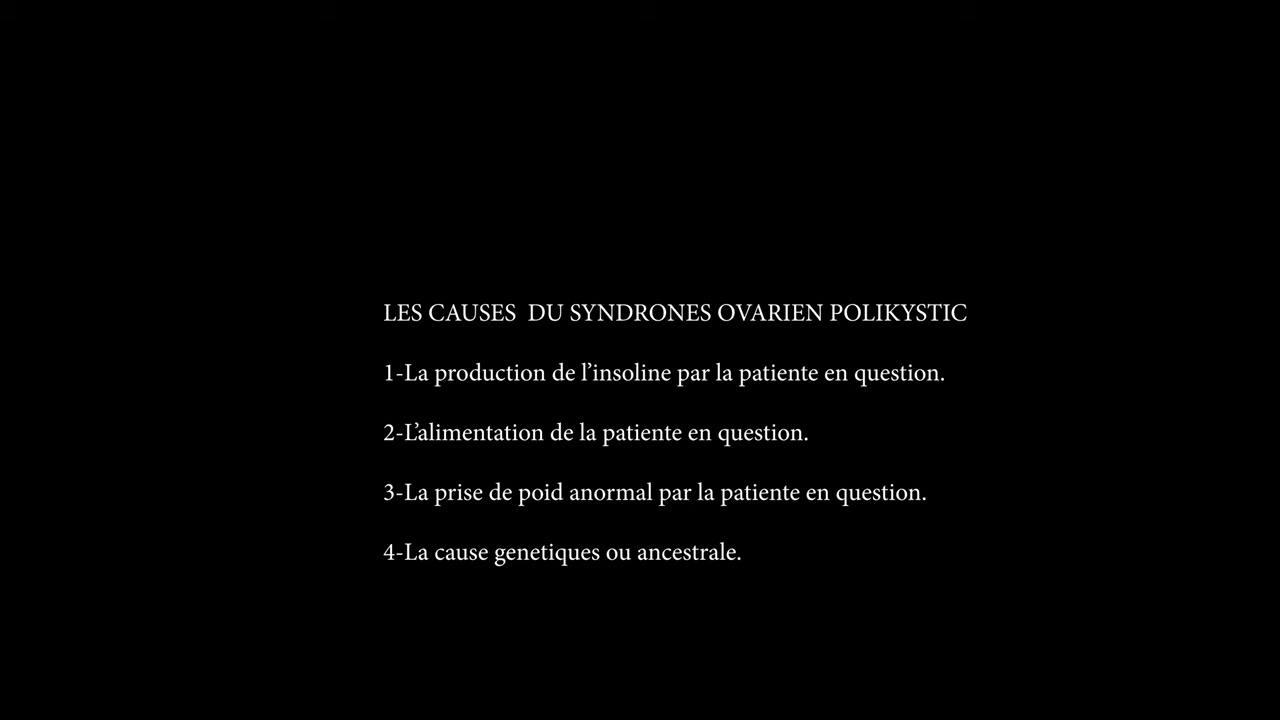 LES CAUSES  DU SYNDRONES OVARIEN POLIKYSTIC
1-La production de l’insoline par la patiente en question.
2-L’alimentation de la patiente en question.
3-La prise de poid anormal par la patiente en question.
4-La cause genetiques ou ancestrale.